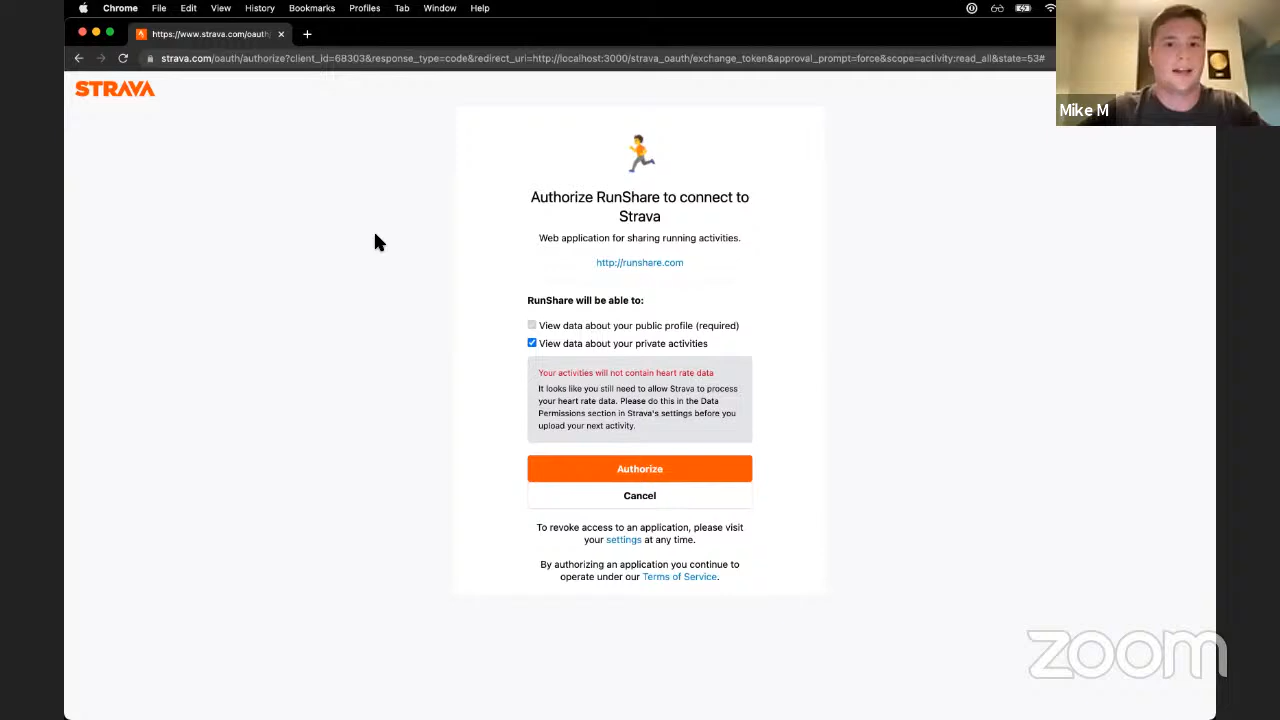 Chrome File Edit View History Bookmarks Profiles Tab Window Help
https://www.strava.com/oauth
strava.com/oauth/authorize?client_id=68303&response_type=code&redirect_uri=http://localhost:3000/strava_oauth/exchange_token&approval_prompt=force&scope=activity:read_all&state=53#
STRAVA
Mike M
Authorize RunShare to connect to
Strava
Web application for sharing running activities.
http://runshare.com
RunShare will be able to:
View data about your public profile (required)
View data about your private activities
Your activities will not contain heart rate data
It looks like you still need to allow Strava to process
your heart rate data. Please do this in the Data
Permissions section in Strava's settings before you
upload your next activity.
Authorize
Cancel
To revoke access to an application, please visit
your settings at any time.
By authorizing an application you continue to
operate under our Terms of Service.
zoom